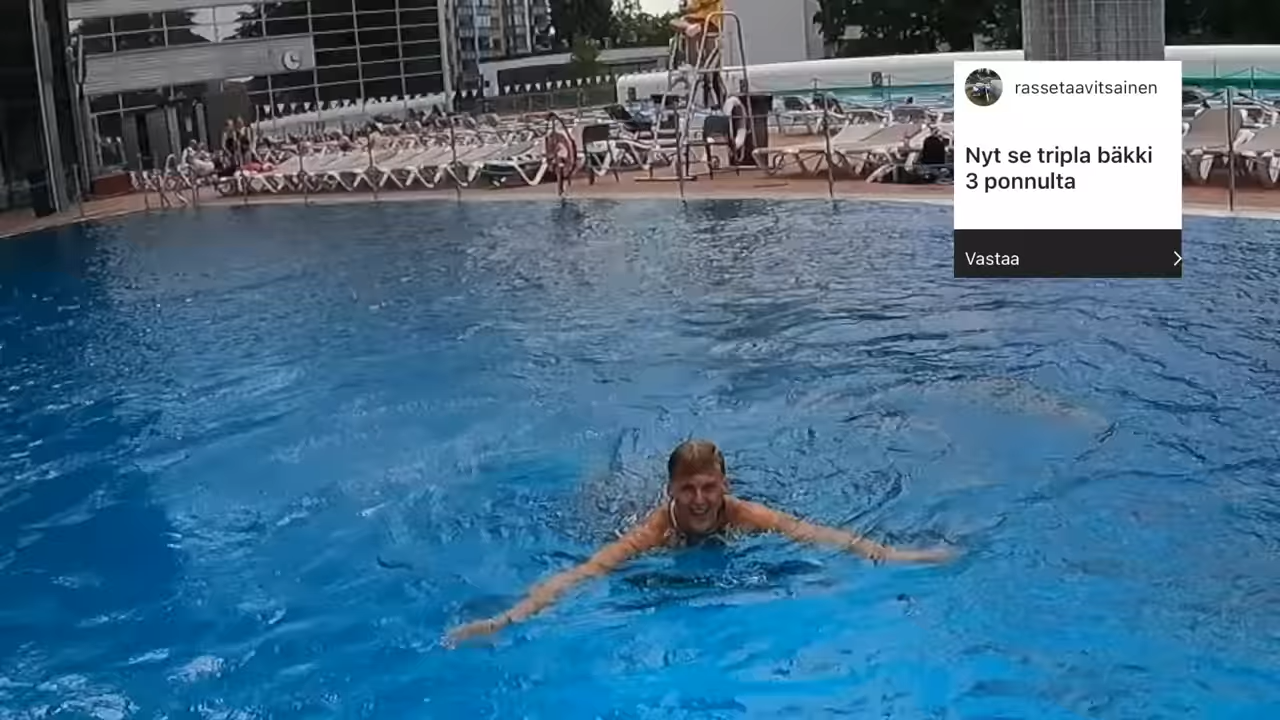 rassetaavitsainen
Nyt se tripla bäkki
3 ponnulta
Vastaa